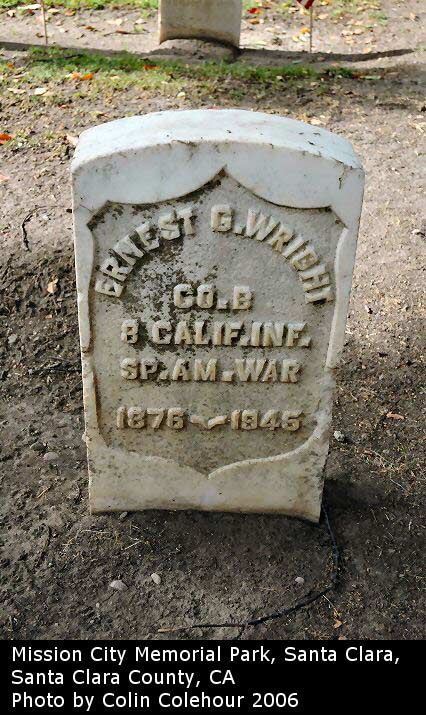 ERNEST G. WRIGHT
CO. B
8 CALIF. INF.
SP. AM. WAR
1876 ~ 1945
Mission City Memorial Park, Santa Clara,
Santa Clara County, CA
Photo by Colin Colehour 2006